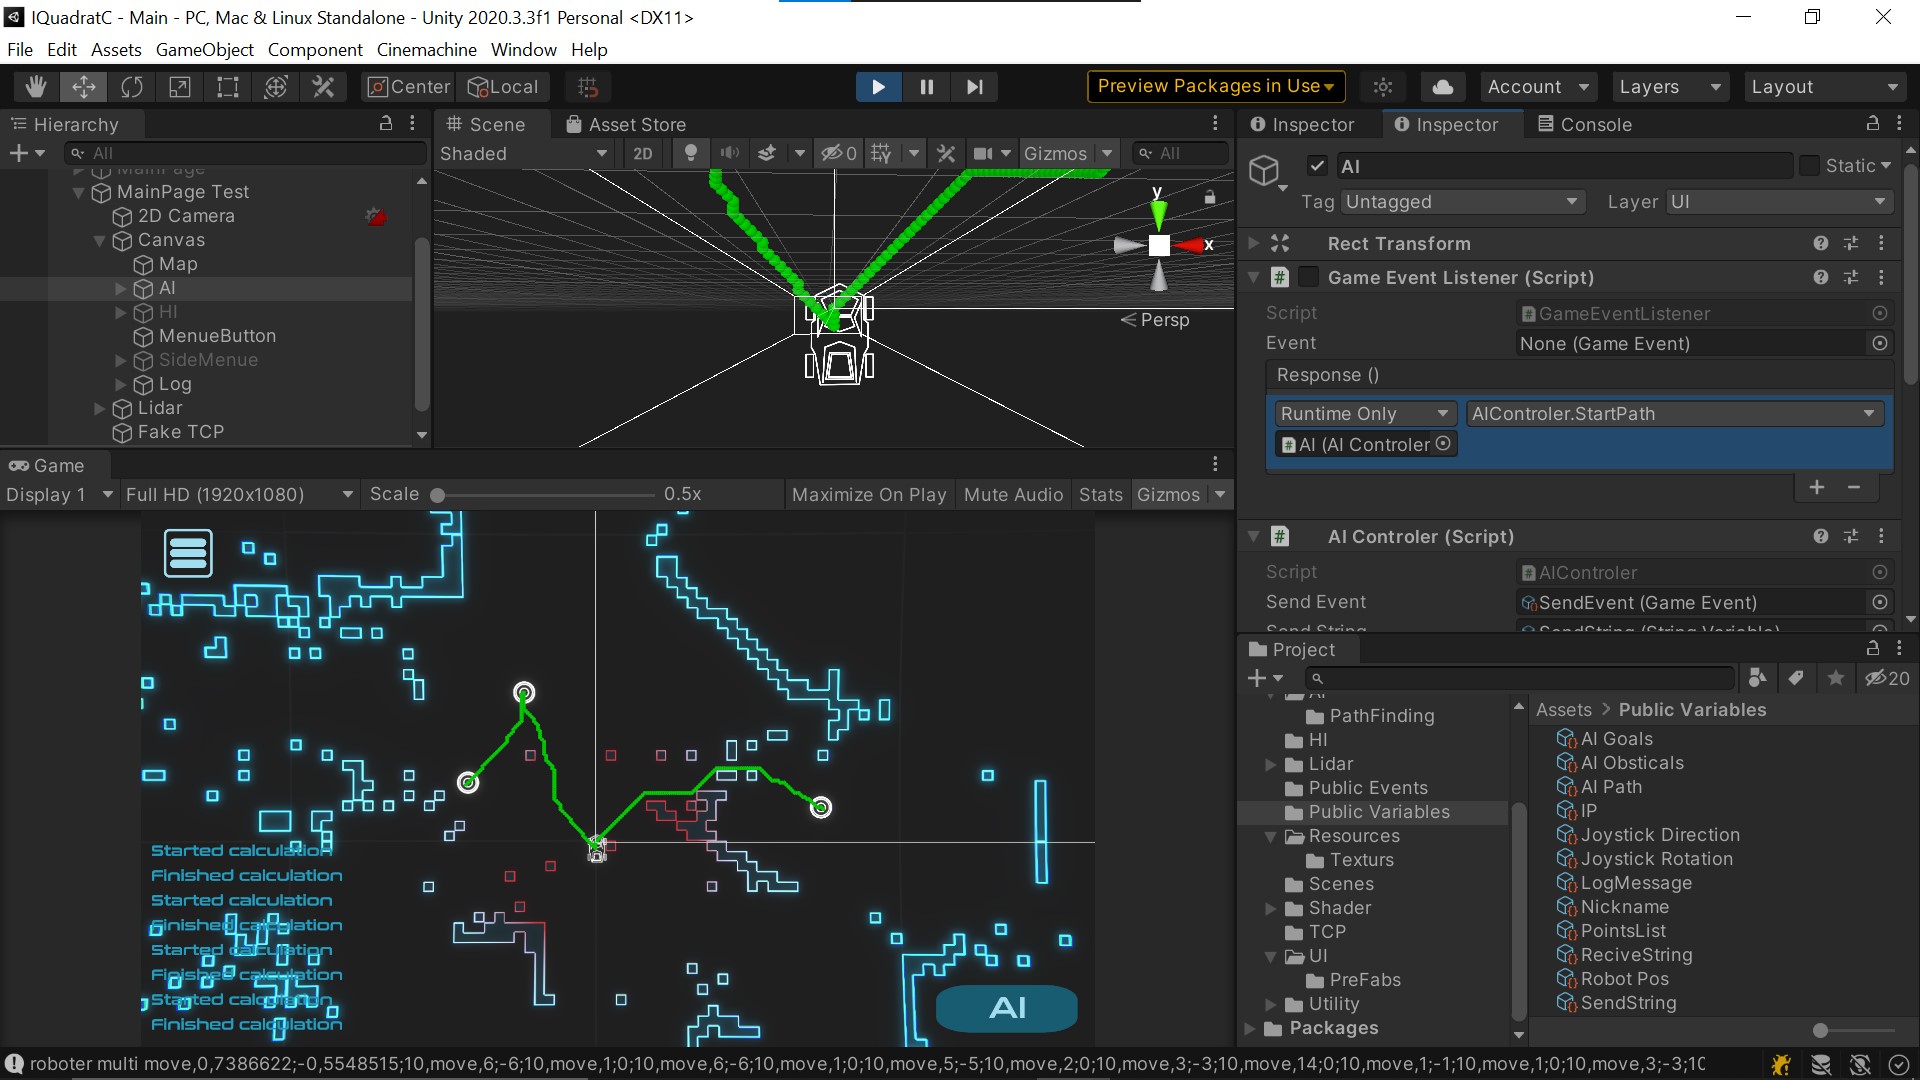 IQuadratC - Main - PC, Mac & Linux Standalone - Unity 2020.3.3f1 Personal <DX11>
File Edit Assets GameObject Component Cinemachine Window Help
Center Local Preview Packages in Use Account Layers Layout
Hierarchy
All
MainPage
MainPage Test
2D Camera
Canvas
Map
AI
HI
MenueButton
SideMenue
Log
Lidar
Fake TCP
Scene Asset Store
Shaded 2D 0 Gizmos All
y
x
Persp
Game
Display 1 Full HD (1920x1080) Scale 0.5x Maximize On Play Mute Audio Stats Gizmos
Started calculation
Finished calculation
Started calculation
Finished calculation
Started calculation
Finished calculation
Started calculation
Finished calculation
AI
Inspector Inspector Console
AI Static
Tag Untagged Layer UI
Rect Transform
# Game Event Listener (Script)
Script # GameEventListener
Event None (Game Event)
Response ()
Runtime Only AIControler.StartPath
# AI (AI Controler
+ −
# AI Controler (Script)
Script # AIControler
Send Event SendEvent (Game Event)
Send String SendString (String Variable)
Project
20
AI
PathFinding
HI
Lidar
Public Events
Public Variables
Resources
Texturs
Scenes
Shader
TCP
UI
PreFabs
Utility
Packages
Assets > Public Variables
AI Goals
AI Obsticals
AI Path
IP
Joystick Direction
Joystick Rotation
LogMessage
Nickname
PointsList
ReciveString
Robot Pos
SendString
roboter multi move,0,7386622;-0,5548515;10,move,6;-6;10,move,1;0;10,move,6;-6;10,move,1;0;10,move,5;-5;10,move,2;0;10,move,3;-3;10,move,14;0;10,move,1;-1;10,move,1;0;10,move,3;-3;10